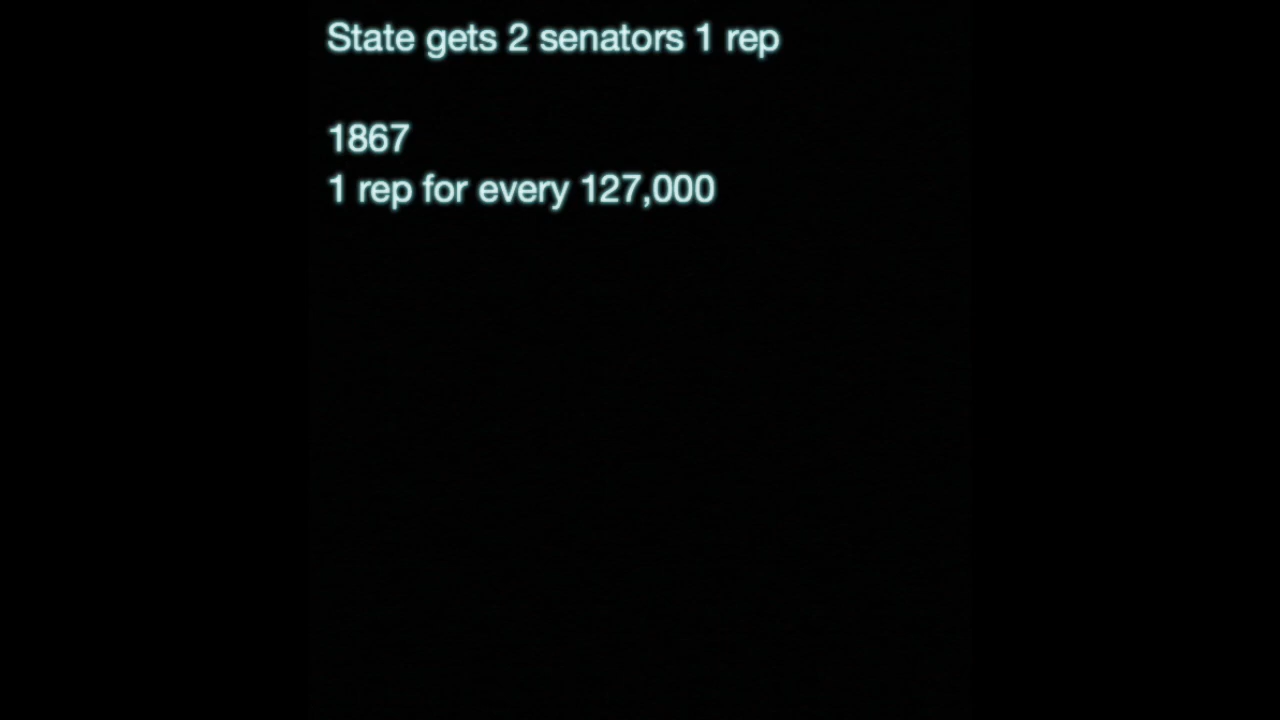 State gets 2 senators 1 rep
1867
1 rep for every 127,000